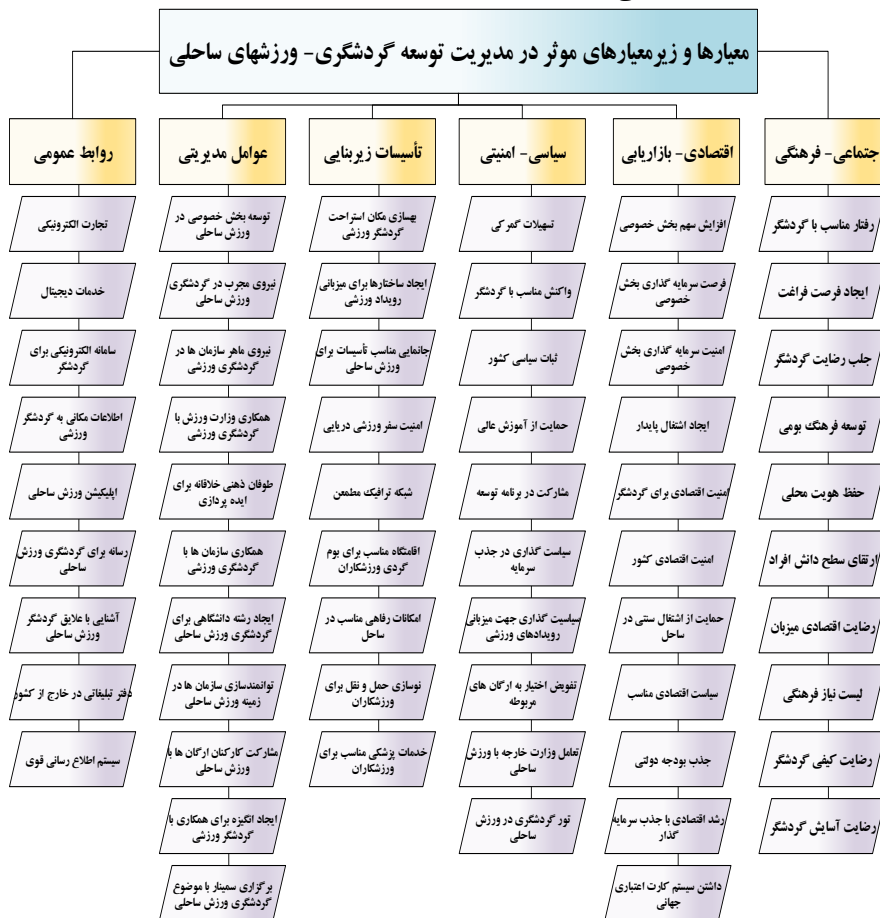 معیارها و زیرمعیارهای موثر در مدیریت توسعه گردشگری- ورزشهای ساحلی
جتماعی- فرهنگی
رفتار مناسب با گردشگر
ایجاد فرصت فراغت
جلب رضایت گردشگر
توسعه فرهنگ بومی
حفظ هویت محلی
ارتقای سطح دانش افراد
رضایت اقتصادی میزبان
لیست نیاز فرهنگی
رضایت کیفی گردشگر
رضایت آسایش گردشگر
اقتصادی- بازاریابی
افزایش سهم بخش خصوصی
فرصت سرمایه گذاری بخش
خصوصی
امنیت سرمایه گذاری بخش
خصوصی
ایجاد اشتغال پایدار
امنیت اقتصادی برای گردشگر
امنیت اقتصادی کشور
حمایت از اشتغال سنتی در
ساحل
سیاست اقتصادی مناسب
جذب بودجه دولتی
رشد اقتصادی با جذب سرمایه
گذار
داشتن سیستم کارت اعتباری
جهانی
سیاسی- امنیتی
تسهیلات گمرکی
واکنش مناسب با گردشگر
ثبات سیاسی کشور
حمایت از آموزش عالی
مشارکت در برنامه توسعه
سیاست گذاری در جذب
سرمایه
سیاسیت گذاری جهت میزبانی
رویدادهای ورزشی
تفویض اختیار به ارگان های
مربوطه
تعامل وزارت خارجه با ورزش
ساحلی
تور گردشگری در ورزش
ساحلی
تأسیسات زیربنایی
بهسازی مکان استراحت
گردشگر ورزشی
ایجاد ساختارها برای میزبانی
رویداد ورزشی
جانمایی مناسب تأسیسات برای
ورزش ساحلی
امنیت سفر ورزشی دریایی
شبکه ترافیک مطمعن
اقامتگاه مناسب برای بوم
گردی ورزشکاران
امکانات رفاهی مناسب در
ساحل
نوسازی حمل و نقل برای
ورزشکاران
خدمات پزشکی مناسب برای
ورزشکاران
عوامل مدیریتی
توسعه بخش خصوصی در
ورزش ساحلی
نیروی مجرب در گردشگری
ورزش ساحلی
نیروی ماهر سازمان ها در
گردشگری ورزشی
همکاری وزارت ورزش با
گردشگری ورزشی
طوفان ذهنی خلاقانه برای
ایده پردازی
همکاری سازمان ها با
گردشگری ورزشی
ایجاد رشته دانشگاهی برای
گردشگری ورزش ساحلی
توانمندسازی سازمان ها در
زمینه ورزش ساحلی
مشارکت کارکنان ارگان ها با
ورزش ساحلی
ایجاد انگیزه برای همکاری با
گردشگر ورزشی
برگزاری سمینار با موضوع
گردشگری ورزش ساحلی
روابط عمومی
تجارت الکترونیکی
خدمات دیجیتال
سامانه الکترونیکی برای
گردشگر
اطلاعات مکانی به گردشگر
ورزشی
اپلیکیشن ورزش ساحلی
رسانه برای گردشگری ورزش
ساحلی
آشنایی با علایق گردشگر
ورزش ساحلی
دفتر تبلیغاتی در خارج از کشور
سیستم اطلاع رسانی قوی